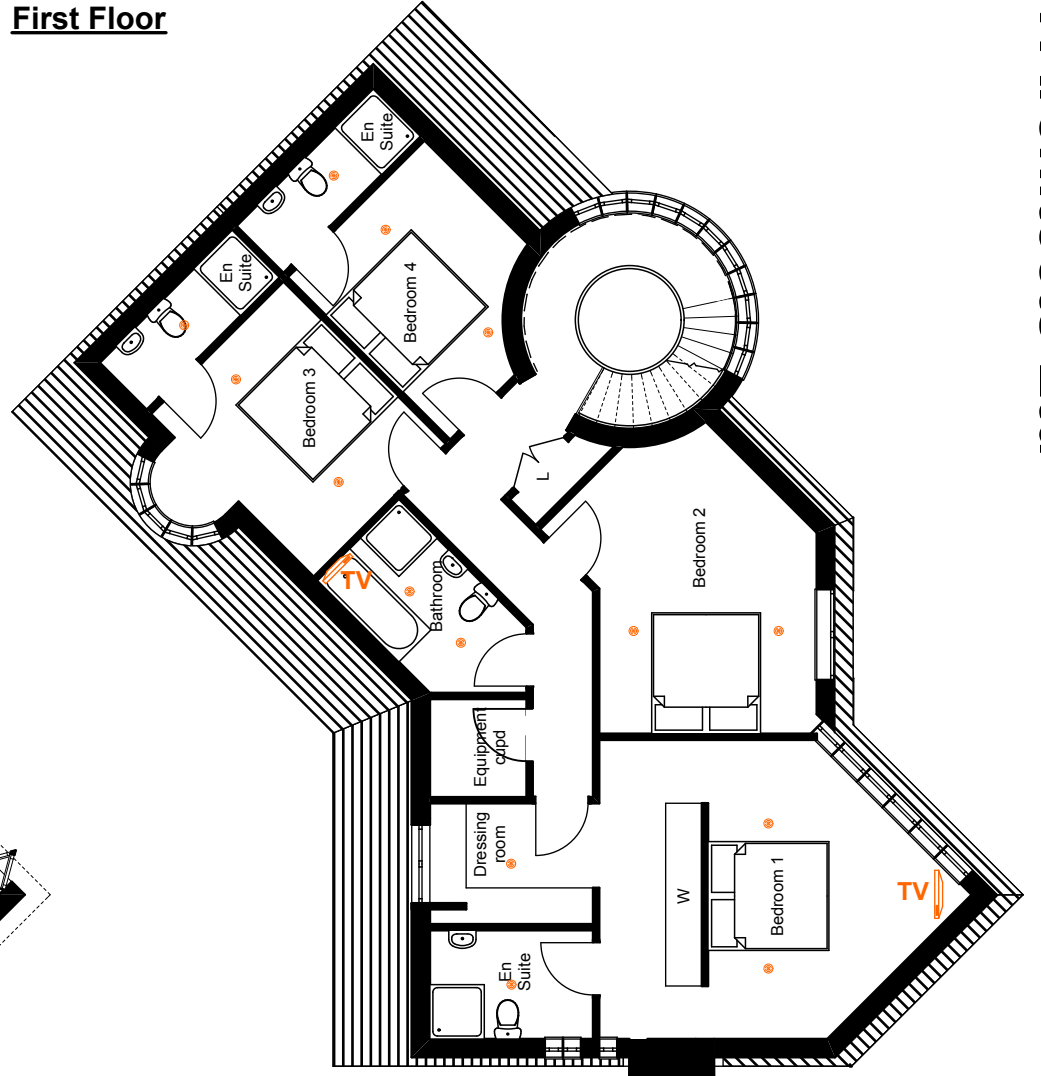 First Floor
En
Suite
En
Suite
Bedroom 4
Bedroom 3
L
Bedroom 2
TV
Bathroom
Equipment
cupd
Dressing
room
W
Bedroom 1
TV
En
Suite